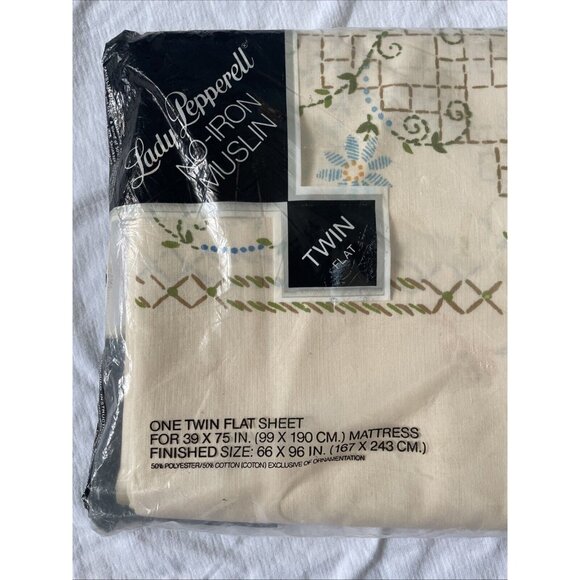 Lady Pepperell®
NO-IRON
MUSLIN
TWIN
FLAT
ONE TWIN FLAT SHEET
FOR 39 X 75 IN. (99 X 190 CM.) MATTRESS
FINISHED SIZE: 66 X 96 IN. (167 X 243 CM.)
50% POLYESTER/50% COTTON (COTON) EXCLUSIVE OF ORNAMENTATION